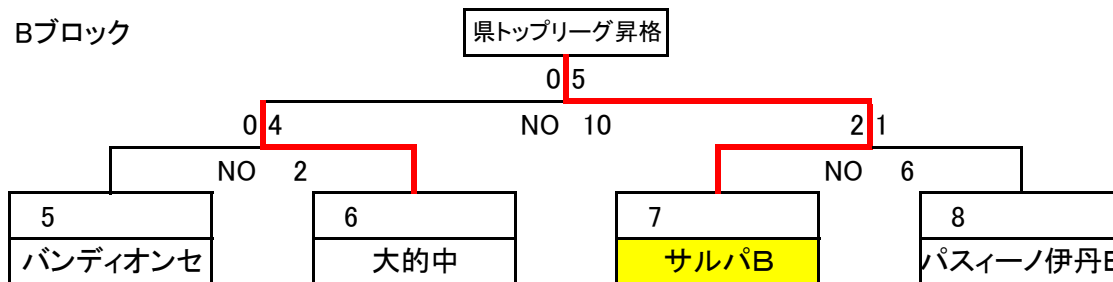 Bブロック
県トップリーグ昇格
0 5
0 4
NO 10
2 1
NO 2
NO 6
5
6
7
8
バンディオンセ
大的中
サルパB
パスィーノ伊丹B